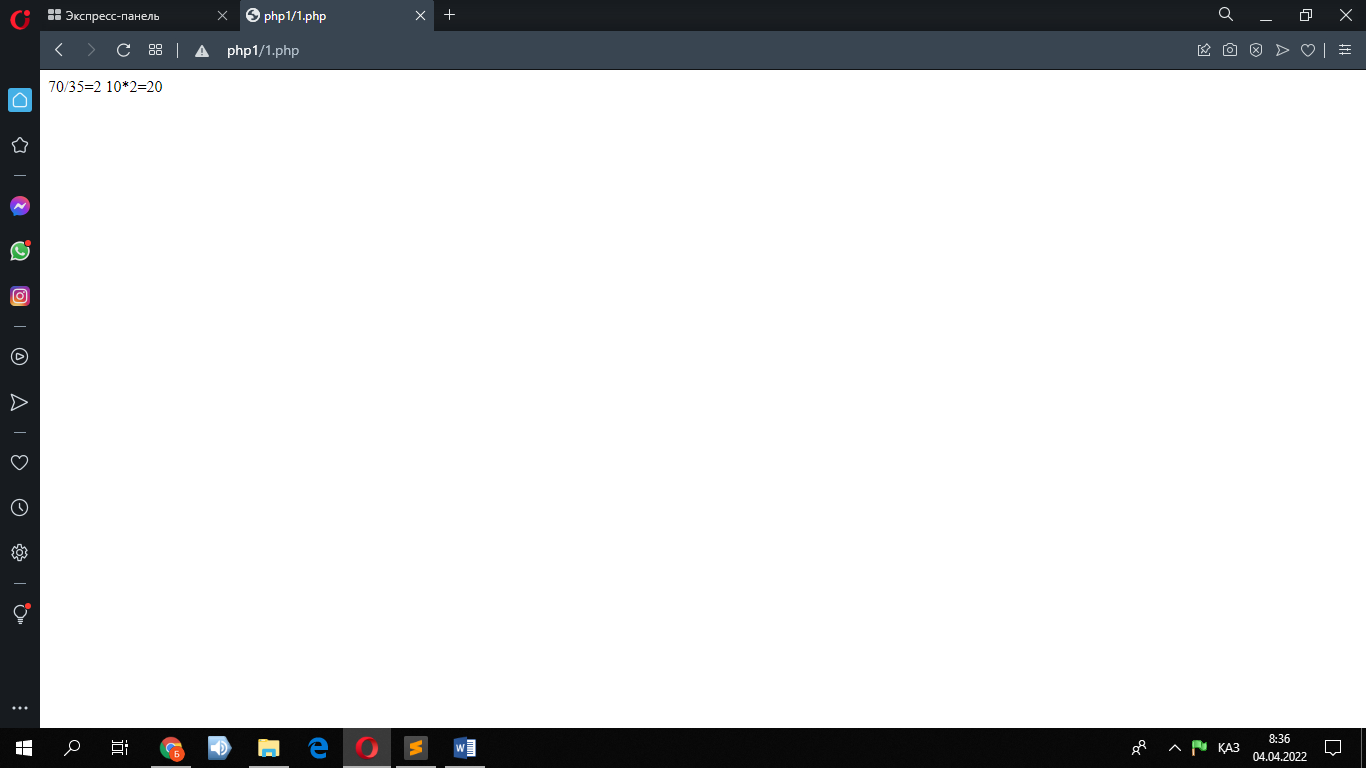 Экспресс-панель
php1/1.php
php1/1.php
70/35=2 10*2=20
Б
ҚАЗ
8:36
04.04.2022